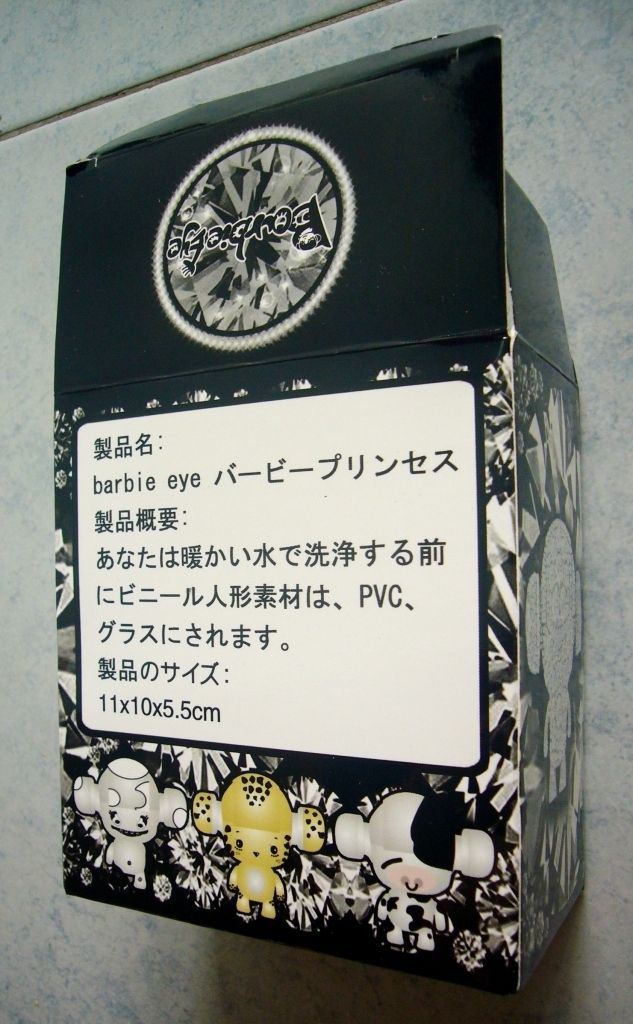 Bourbie Eye
製品名:
barbie eye バービープリンセス
製品概要:
あなたは暖かい水で洗浄する前
にビニール人形素材は、PVC、
グラスにされます。
製品のサイズ:
11x10x5.5cm